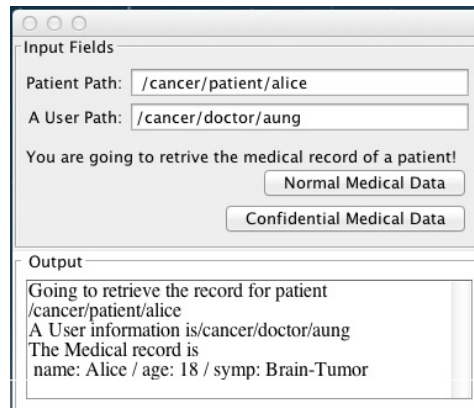 Input Fields
Patient Path: /cancer/patient/alice
A User Path: /cancer/doctor/aung
You are going to retrive the medical record of a patient!
Normal Medical Data
Confidential Medical Data
Output
Going to retrieve the record for patient
/cancer/patient/alice
A User information is/cancer/doctor/aung
The Medical record is
name: Alice / age: 18 / symp: Brain-Tumor